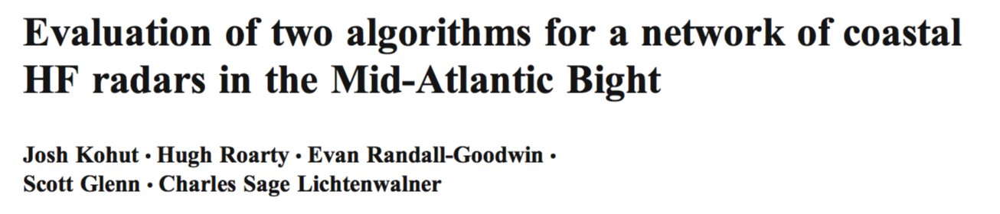 Evaluation of two algorithms for a network of coastal
HF radars in the Mid-Atlantic Bight
Josh Kohut · Hugh Roarty · Evan Randall-Goodwin ·
Scott Glenn · Charles Sage Lichtenwalner